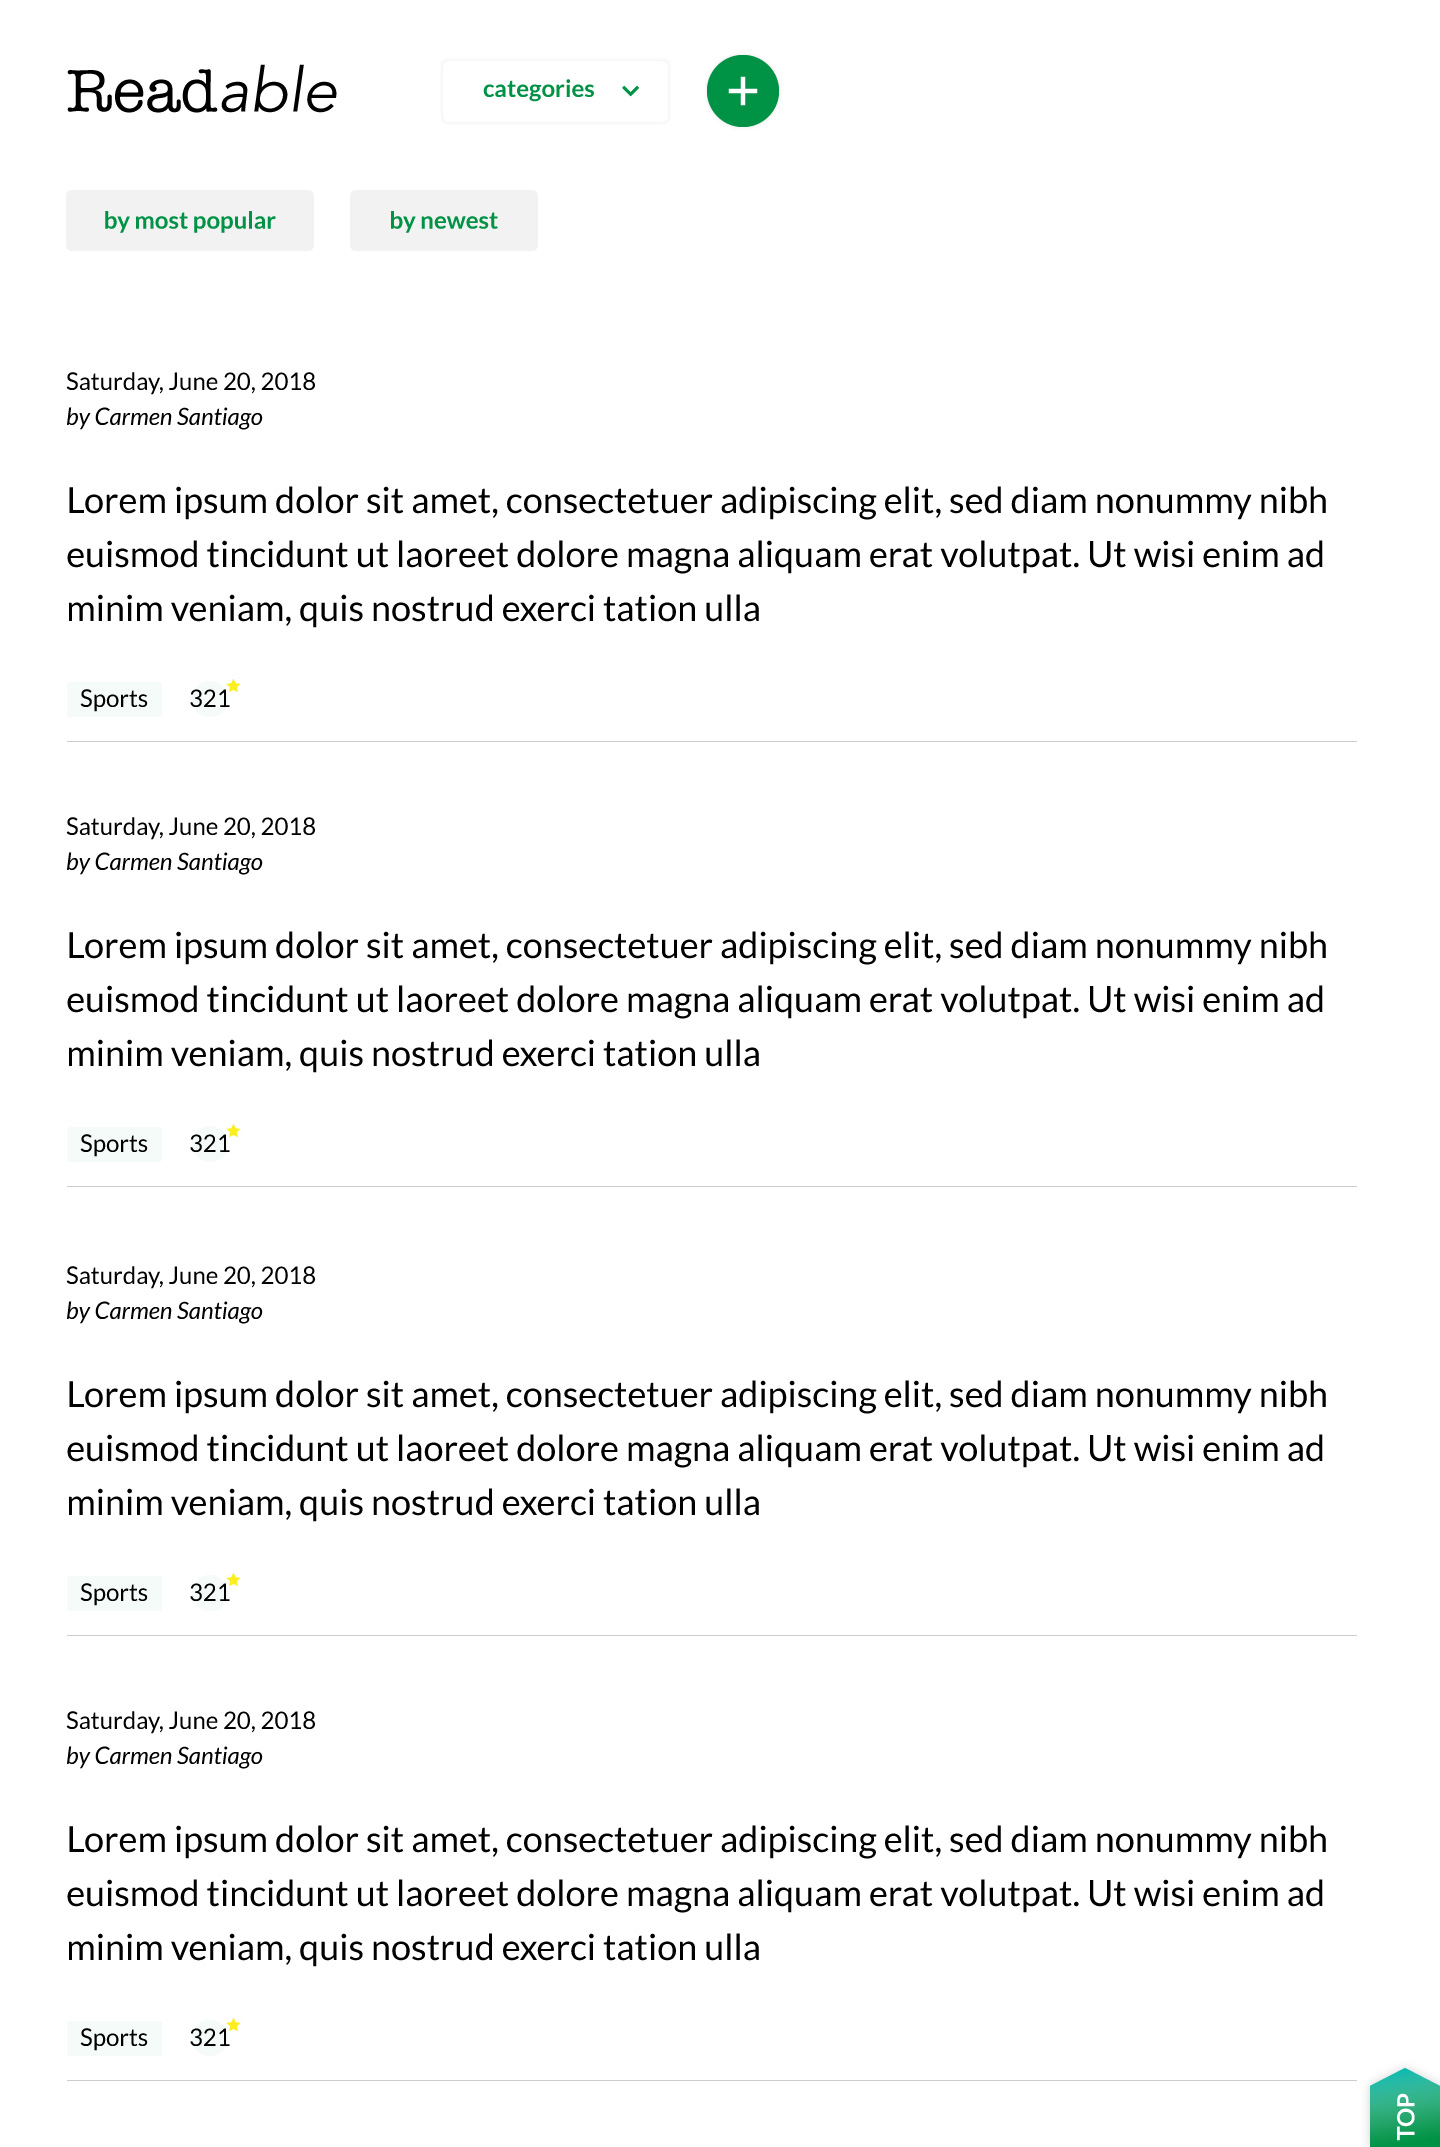 Readable
categories
by most popular
by newest
Saturday, June 20, 2018
by Carmen Santiago
Lorem ipsum dolor sit amet, consectetuer adipiscing elit, sed diam nonummy nibh
euismod tincidunt ut laoreet dolore magna aliquam erat volutpat. Ut wisi enim ad
minim veniam, quis nostrud exerci tation ulla
Sports 321
Saturday, June 20, 2018
by Carmen Santiago
Lorem ipsum dolor sit amet, consectetuer adipiscing elit, sed diam nonummy nibh
euismod tincidunt ut laoreet dolore magna aliquam erat volutpat. Ut wisi enim ad
minim veniam, quis nostrud exerci tation ulla
Sports 321
Saturday, June 20, 2018
by Carmen Santiago
Lorem ipsum dolor sit amet, consectetuer adipiscing elit, sed diam nonummy nibh
euismod tincidunt ut laoreet dolore magna aliquam erat volutpat. Ut wisi enim ad
minim veniam, quis nostrud exerci tation ulla
Sports 321
Saturday, June 20, 2018
by Carmen Santiago
Lorem ipsum dolor sit amet, consectetuer adipiscing elit, sed diam nonummy nibh
euismod tincidunt ut laoreet dolore magna aliquam erat volutpat. Ut wisi enim ad
minim veniam, quis nostrud exerci tation ulla
Sports 321
TOP